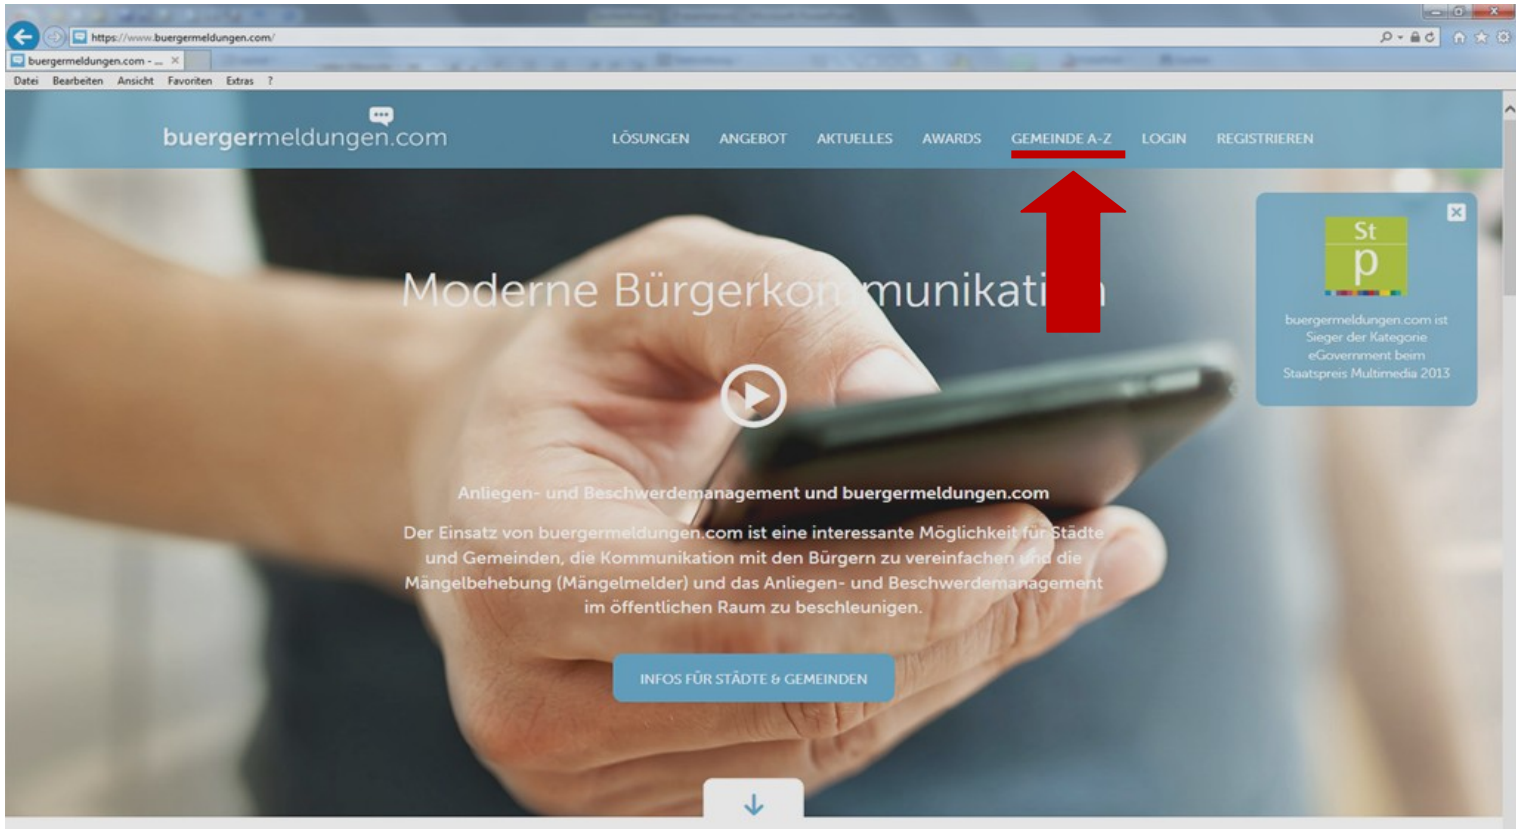 https://www.buergermeldungen.com/
buergermeldungen.com - ...
Datei Bearbeiten Ansicht Favoriten Extras ?
buergermeldungen.com
LÖSUNGEN ANGEBOT AKTUELLES AWARDS GEMEINDE A-Z LOGIN REGISTRIEREN
St
p
buergermeldungen.com ist
Sieger der Kategorie
eGovernment beim
Staatspreis Multimedia 2013
Moderne Bürgerkommunikation
Anliegen- und Beschwerdemanagement und buergermeldungen.com
Der Einsatz von buergermeldungen.com ist eine interessante Möglichkeit für Städte
und Gemeinden, die Kommunikation mit den Bürgern zu vereinfachen und die
Mängelbehebung (Mängelmelder) und das Anliegen- und Beschwerdemanagement
im öffentlichen Raum zu beschleunigen.
INFOS FÜR STÄDTE & GEMEINDEN